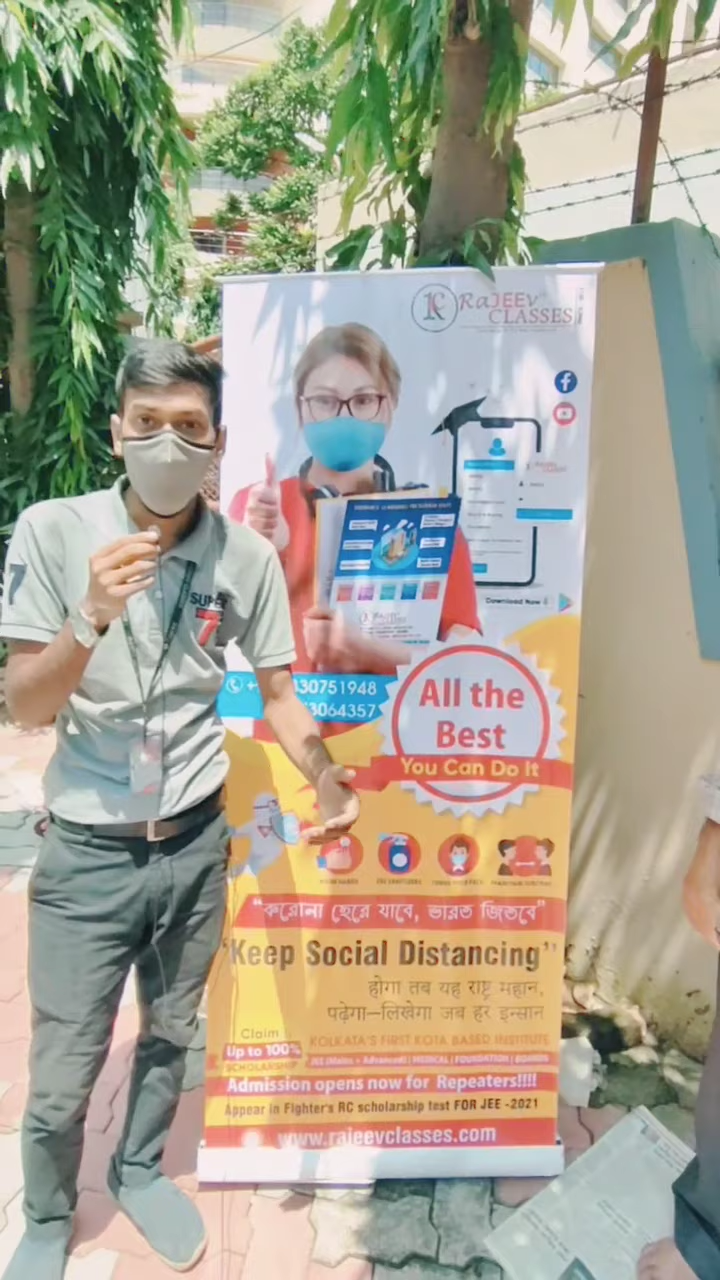 RaJEEv
CLASSES
Download Now
30751948
3064357
All the
Best
You Can Do It
SUPER
7
"করোনা হেরে যাবে, ভারত জিতবে"
"Keep Social Distancing"
होगा तब यह राष्ट्र महान,
पढ़ेगा–लिखेगा जब हर इन्सान
Claim
Up to 100%
SCHOLARSHIP
KOLKATA'S FIRST KOTA BASED INSTITUTE
JEE (Mains + Advanced) | MEDICAL | FOUNDATION | BOARDS
Admission opens now for Repeaters!!!!
Appear in Fighter's RC scholarship test FOR JEE -2021
www.rajeevclasses.com